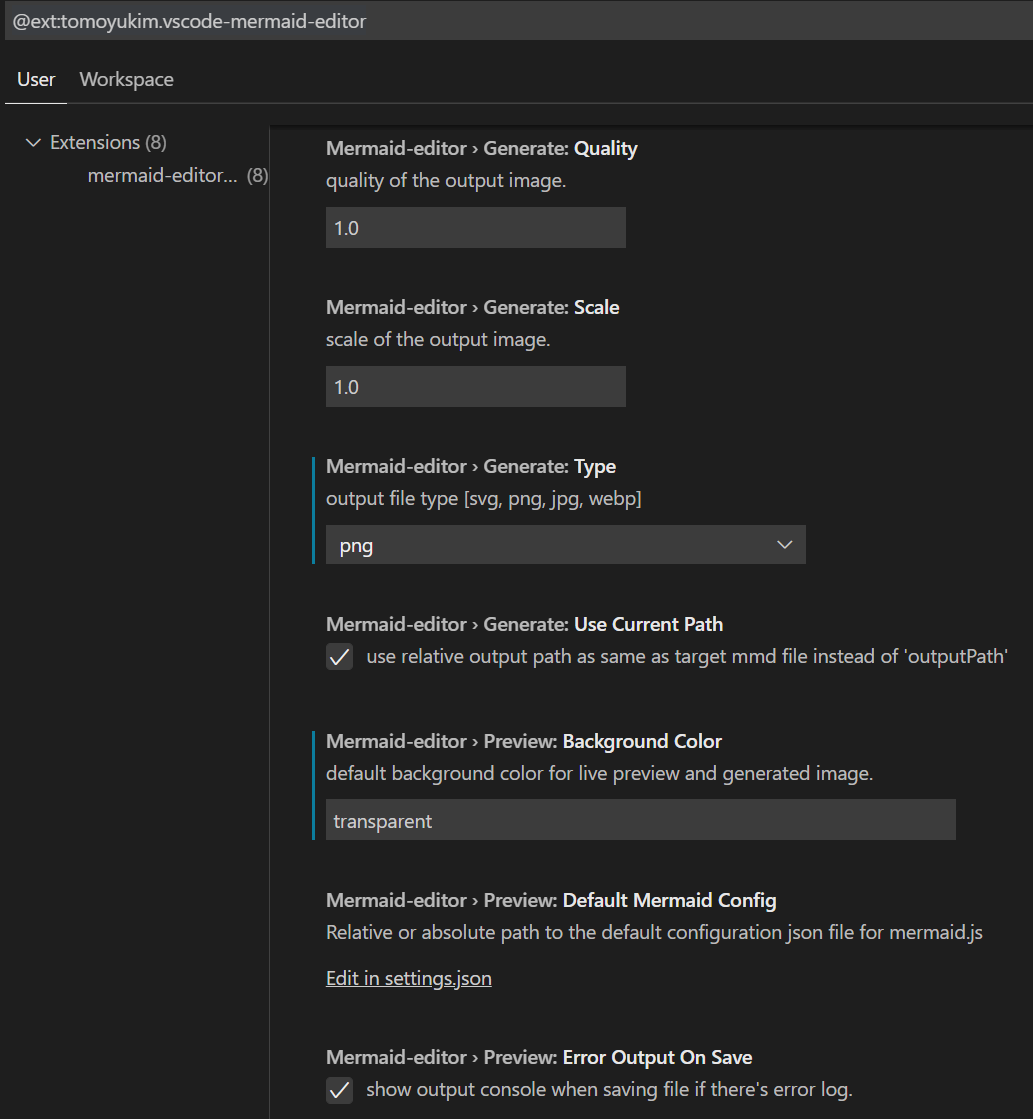 @ext:tomoyukim.vscode-mermaid-editor
User Workspace
Extensions (8)
mermaid-editor... (8)
Mermaid-editor › Generate: Quality
quality of the output image.
1.0
Mermaid-editor › Generate: Scale
scale of the output image.
1.0
Mermaid-editor › Generate: Type
output file type [svg, png, jpg, webp]
png
Mermaid-editor › Generate: Use Current Path
use relative output path as same as target mmd file instead of 'outputPath'
Mermaid-editor › Preview: Background Color
default background color for live preview and generated image.
transparent
Mermaid-editor › Preview: Default Mermaid Config
Relative or absolute path to the default configuration json file for mermaid.js
Edit in settings.json
Mermaid-editor › Preview: Error Output On Save
show output console when saving file if there's error log.